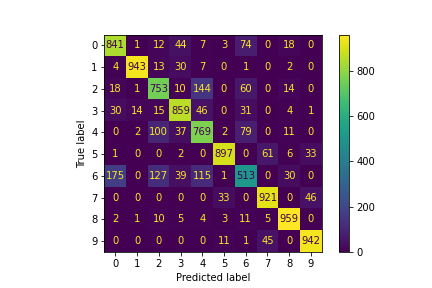 0 841 1 12 44 7 3 74 0 18 0
1 4 943 13 30 7 0 1 0 2 0
2 18 1 753 10 144 0 60 0 14 0
3 30 14 15 859 46 0 31 0 4 1
4 0 2 100 37 769 2 79 0 11 0
5 1 0 0 2 0 897 0 61 6 33
6 175 0 127 39 115 1 513 0 30 0
7 0 0 0 0 0 33 0 921 0 46
8 2 1 10 5 4 3 11 5 959 0
9 0 0 0 0 0 11 1 45 0 942
0 1 2 3 4 5 6 7 8 9
Predicted label
True label
800
600
400
200
0